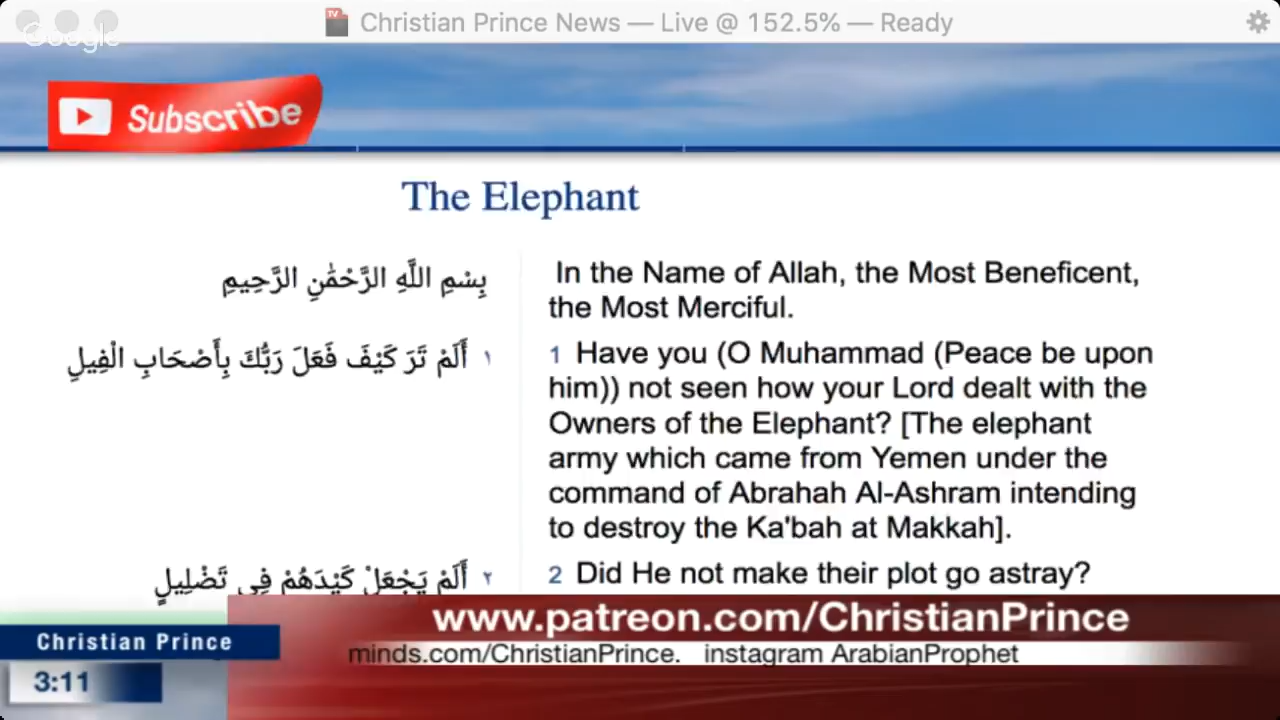 Christian Prince News — Live @ 152.5% — Ready
Google
Subscribe
The Elephant
بِسْمِ اللَّهِ الرَّحْمَٰنِ الرَّحِيمِ
In the Name of Allah, the Most Beneficent,
the Most Merciful.
١ أَلَمْ تَرَ كَيْفَ فَعَلَ رَبُّكَ بِأَصْحَابِ الْفِيلِ
1 Have you (O Muhammad (Peace be upon
him)) not seen how your Lord dealt with the
Owners of the Elephant? [The elephant
army which came from Yemen under the
command of Abrahah Al-Ashram intending
to destroy the Ka'bah at Makkah].
٢ أَلَمْ يَجْعَلْ كَيْدَهُمْ فِي تَضْلِيلٍ
2 Did He not make their plot go astray?
www.patreon.com/ChristianPrince
Christian Prince
minds.com/ChristianPrince. instagram ArabianProphet
3:11